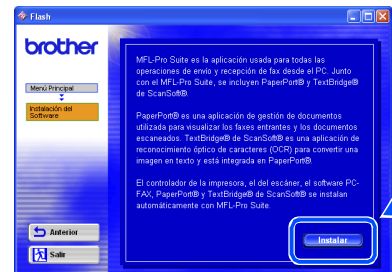 Flash
brother
Menú Principal
Instalación del
Software
MFL-Pro Suite es la aplicación usada para todas las
operaciones de envío y recepción de fax desde el PC. Junto
con el MFL-Pro Suite, se incluyen PaperPort® y TextBridge®
de ScanSoft®.
PaperPort® es una aplicación de gestión de documentos
utilizada para visualizar los faxes entrantes y los documentos
escaneados. TextBridge® de ScanSoft® es una aplicación de
reconocimiento óptico de caracteres (OCR) para convertir una
imagen en texto y está integrada en PaperPort®.
El controlador de la impresora, el del escáner, el software PC-
FAX, PaperPort® y TextBridge® de ScanSoft® se instalan
automáticamente con MFL-Pro Suite.
Anterior
Salir
Instalar